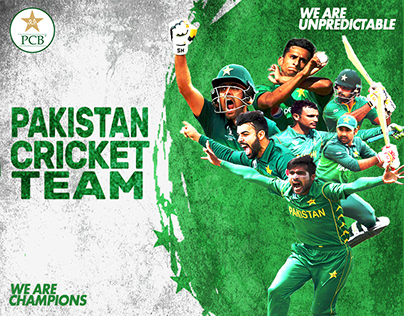 PCB
WE ARE
UNPREDICTABLE
PAKISTAN
CRICKET
TEAM
PAKISTAN
WE ARE
CHAMPIONS